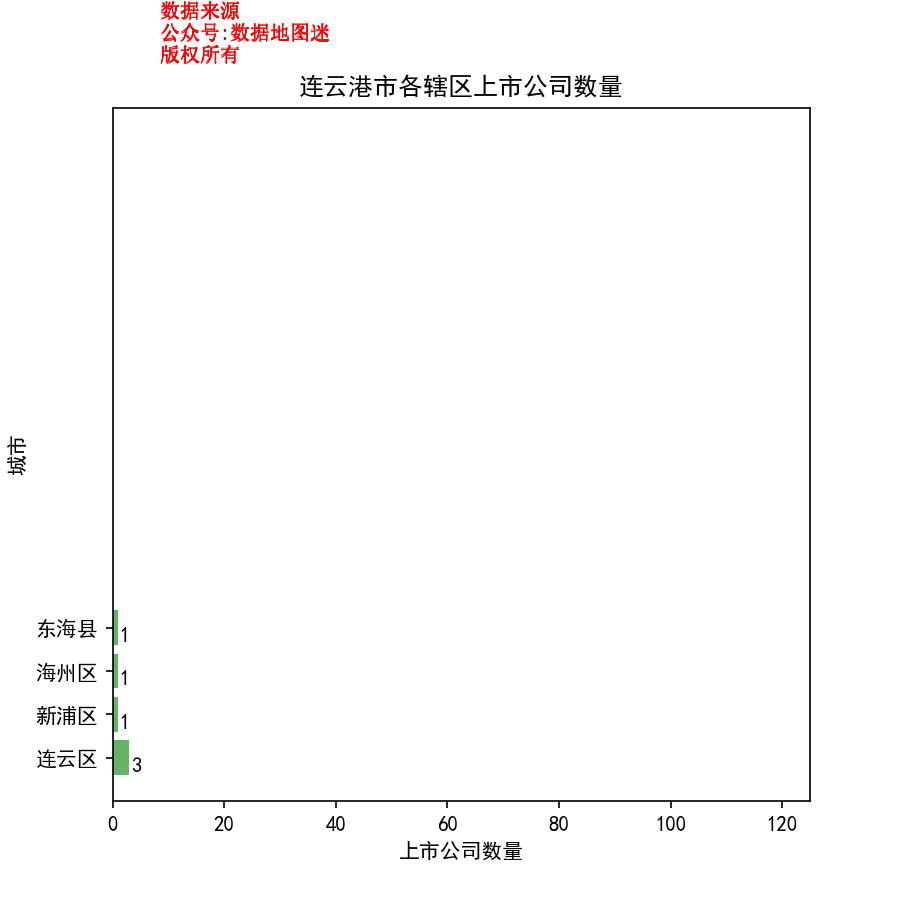 数据来源
公众号:数据地图迷
版权所有
连云港市各辖区上市公司数量
城市
东海县
1
海州区
1
新浦区
1
连云区
3
0
20
40
60
80
100
120
上市公司数量